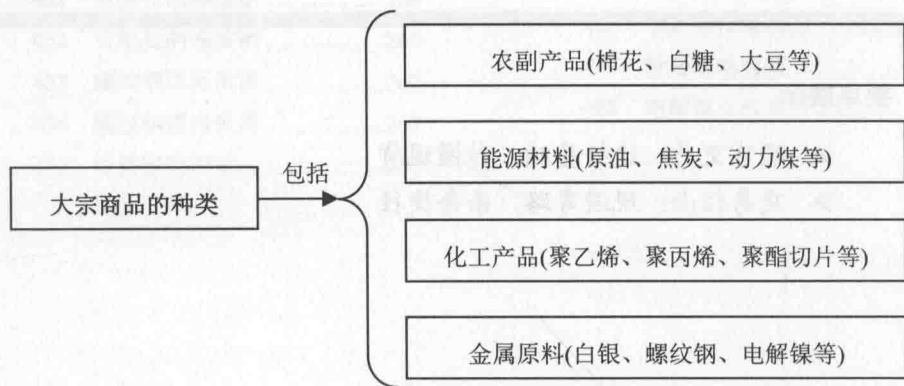 农副产品(棉花、白糖、大豆等)
能源材料(原油、焦炭、动力煤等)
包括
大宗商品的种类
化工产品(聚乙烯、聚丙烯、聚酯切片等)
金属原料(白银、螺纹钢、电解镍等)